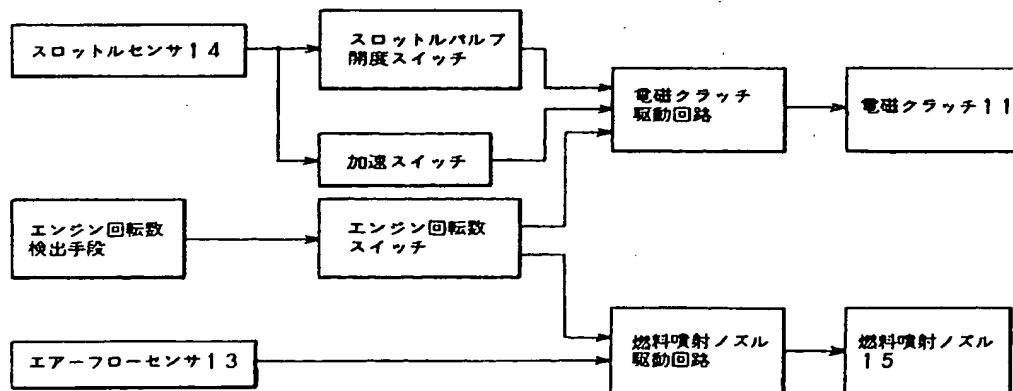 スロットルセンサ14
スロットルバルブ
開度スイッチ
加速スイッチ
電磁クラッチ
駆動回路
電磁クラッチ11
エンジン回転数
検出手段
エンジン回転数
スイッチ
エアーフローセンサ13
燃料噴射ノズル
駆動回路
燃料噴射ノズル
15